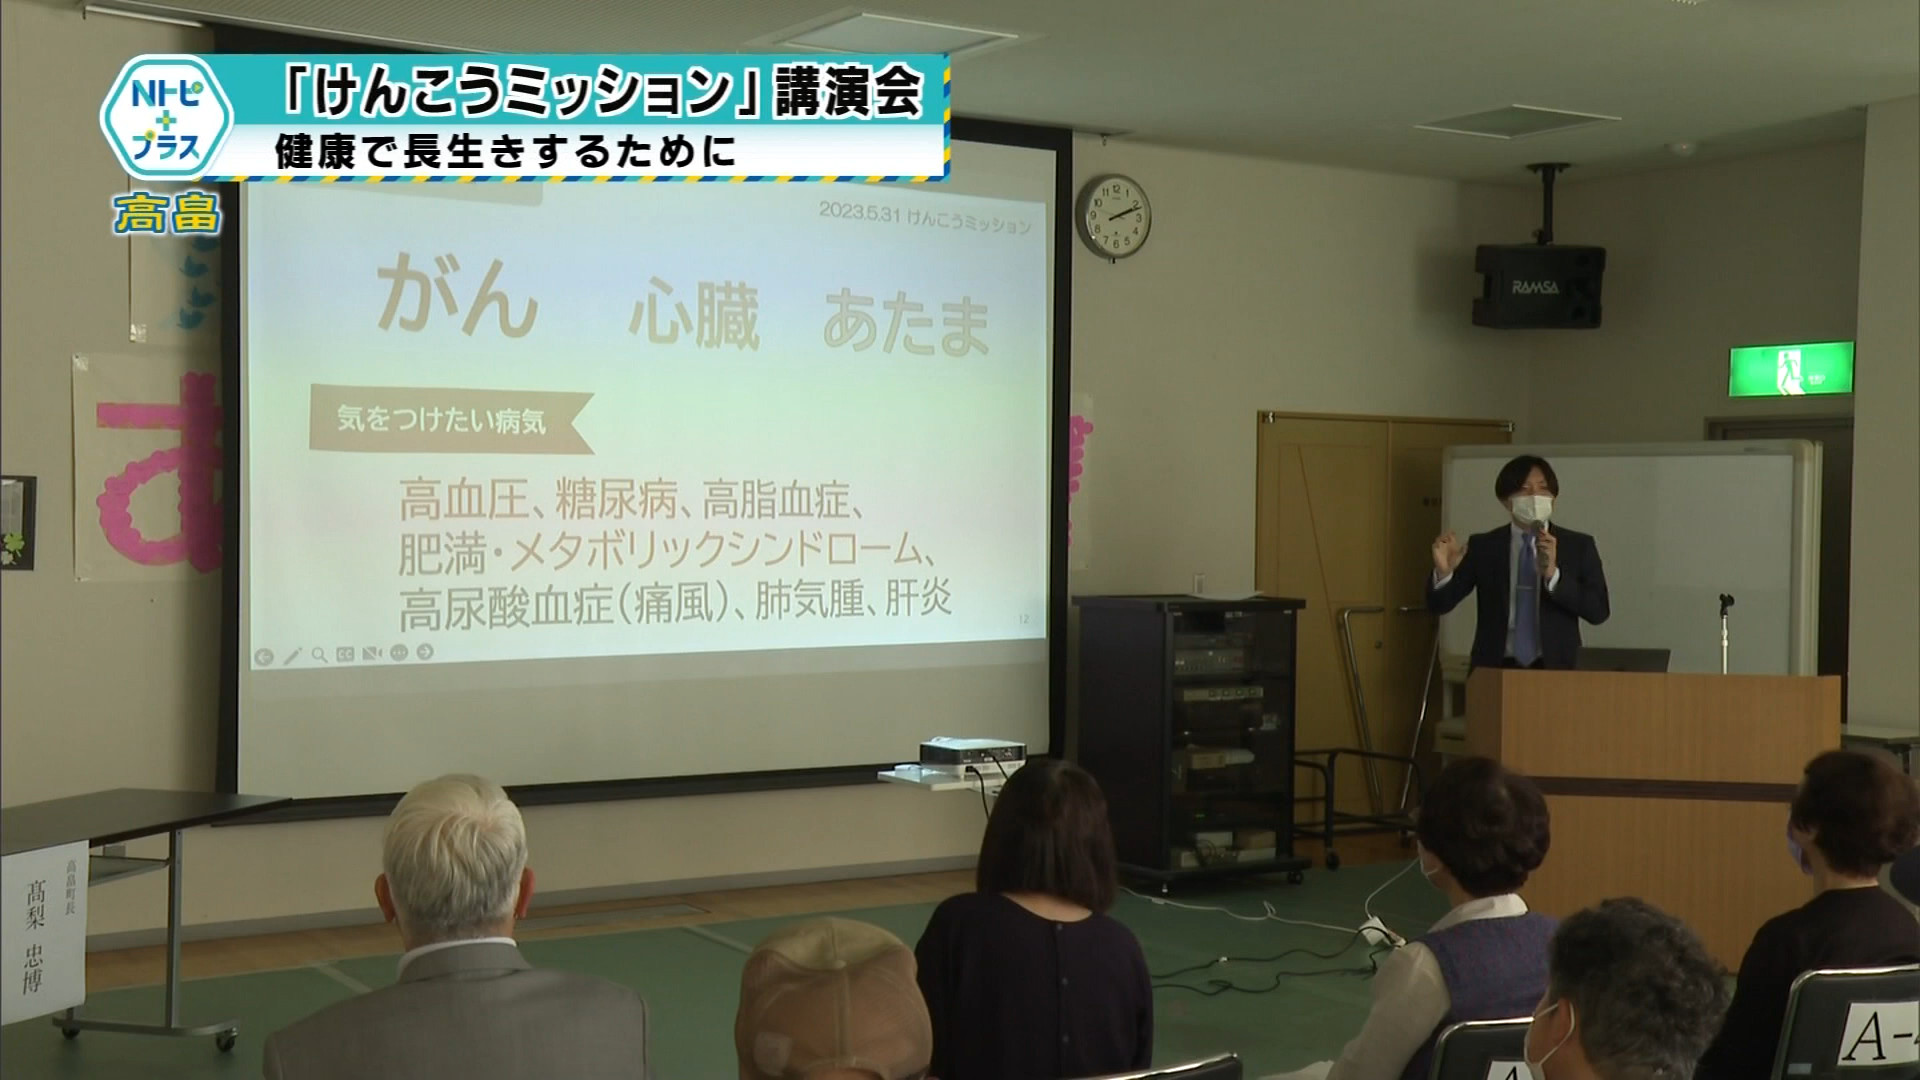 Nトピ
+
プラス
「けんこうミッション」講演会
健康で長生きするために
高畠
2023.5.31 けんこうミッション
がん 心臓 あたま
気をつけたい病気
高血圧、糖尿病、高脂血症、
肥満・メタボリックシンドローム、
高尿酸血症(痛風)、肺気腫、肝炎
12
CC
RAMSA
お
高畠町長
髙梨 忠博
A-
A